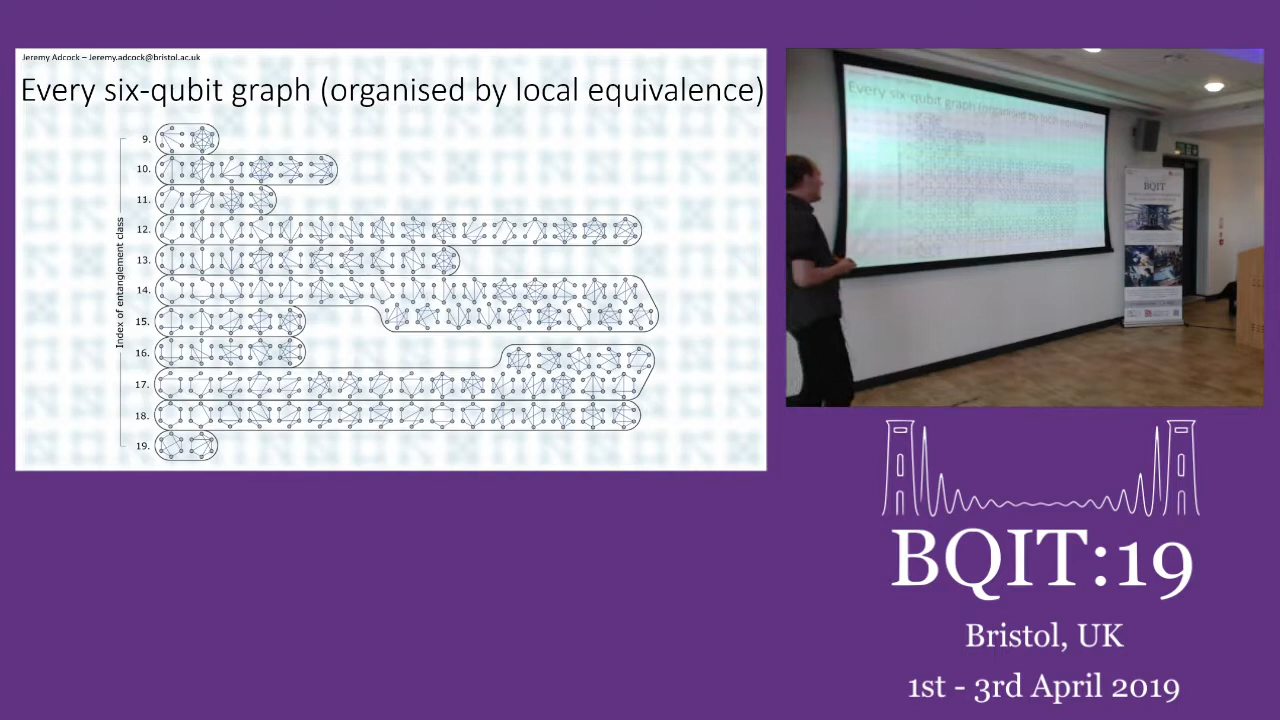 Jeremy Adcock – Jeremy.adcock@bristol.ac.uk
Every six-qubit graph (organised by local equivalence)
Index of entanglement class
9.
10.
11.
12.
13.
14.
15.
16.
17.
18.
19.
Every six-qubit graph (organised by local equivalence)
BQIT
BQIT:19
Bristol, UK
1st - 3rd April 2019